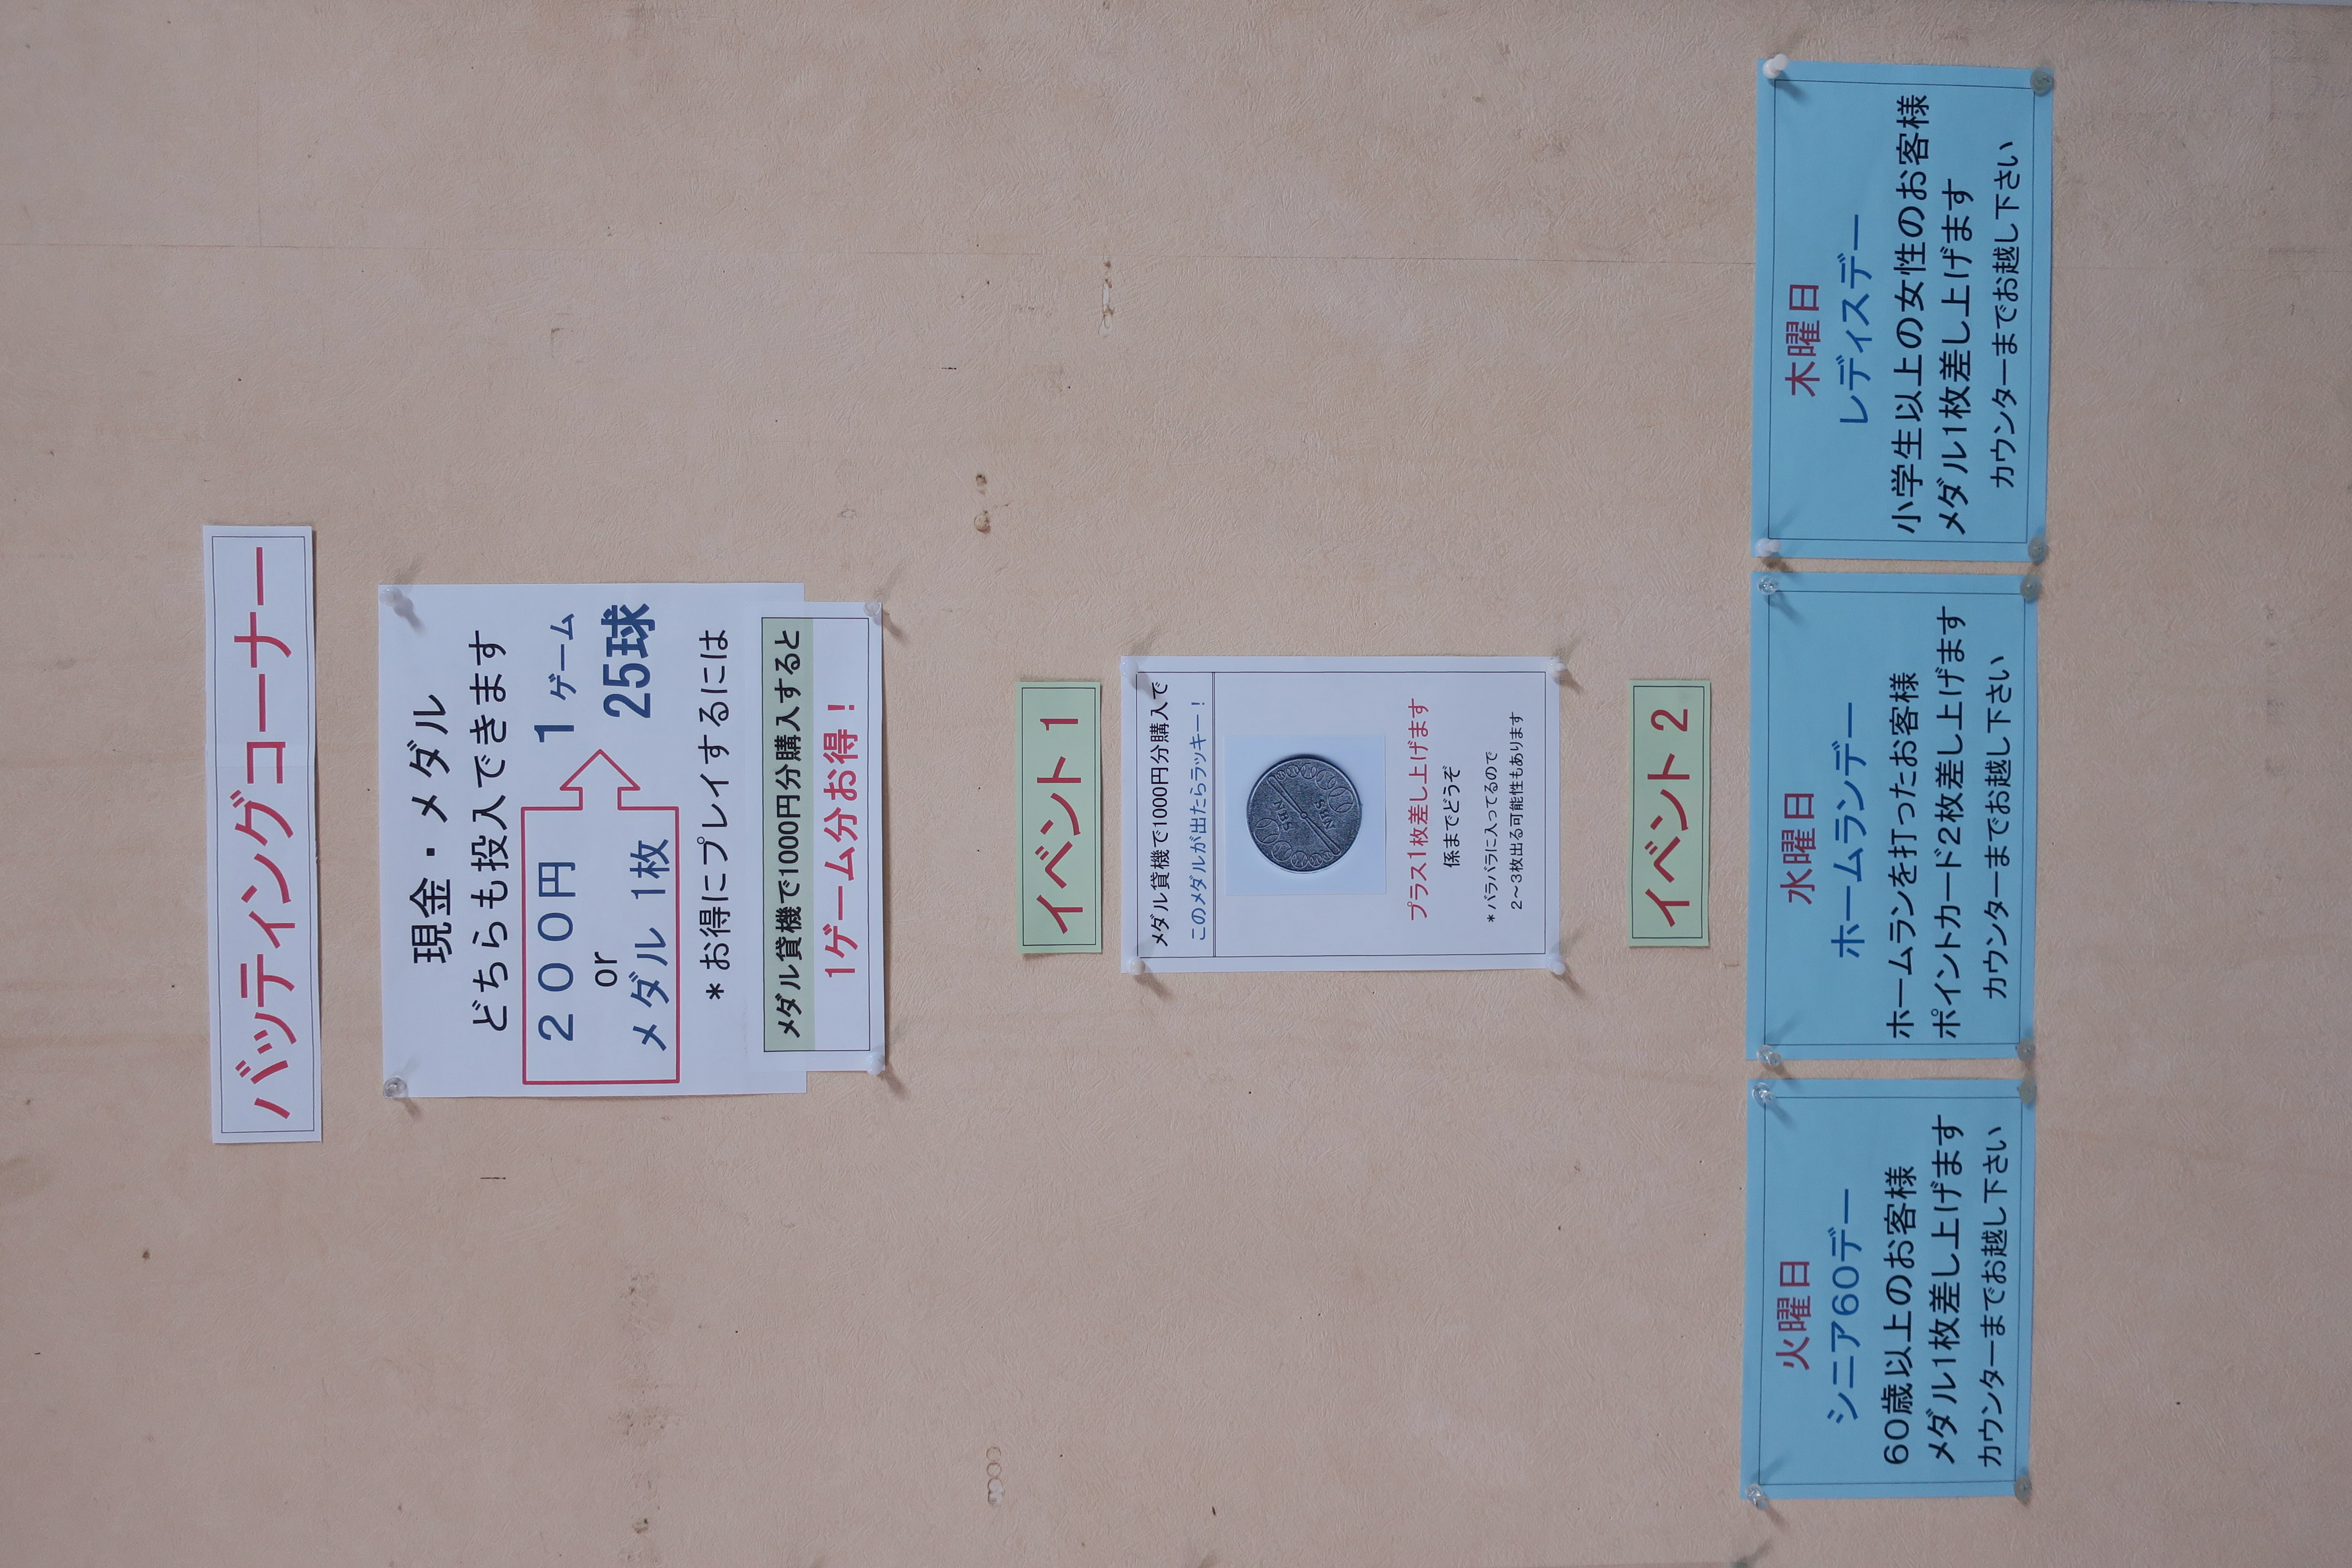 バッティングコーナー
現金・メダル
どちらも投入できます
200円
or
メダル 1枚
1 ゲーム
25球
*お得にプレイするには
メダル貸機で1000円分購入すると
1ゲーム分お得！
イベント 1
メダル貸機で1000円分購入で
このメダルが出たらラッキー！
プラス1枚差し上げます
係までどうぞ
*バラバラに入ってるので
2～3枚出る可能性もあります
イベント 2
火曜日
シニア60デー
60歳以上のお客様
メダル1枚差し上げます
カウンターまでお越し下さい
水曜日
ホームランデー
ホームランを打ったお客様
ポイントカード2枚差し上げます
カウンターまでお越し下さい
木曜日
レディスデー
小学生以上の女性のお客様
メダル1枚差し上げます
カウンターまでお越し下さい